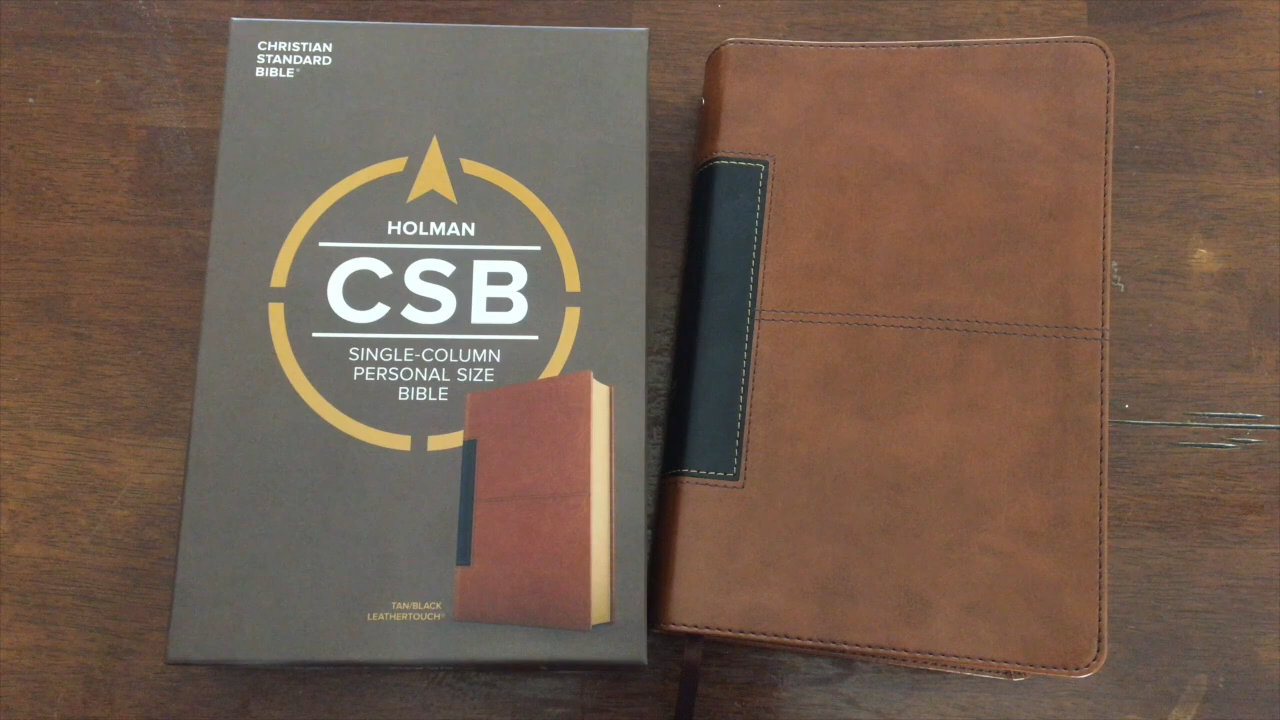 CHRISTIAN
STANDARD
BIBLE®
HOLMAN
CSB
SINGLE-COLUMN
PERSONAL SIZE
BIBLE
TAN/BLACK
LEATHERTOUCH®